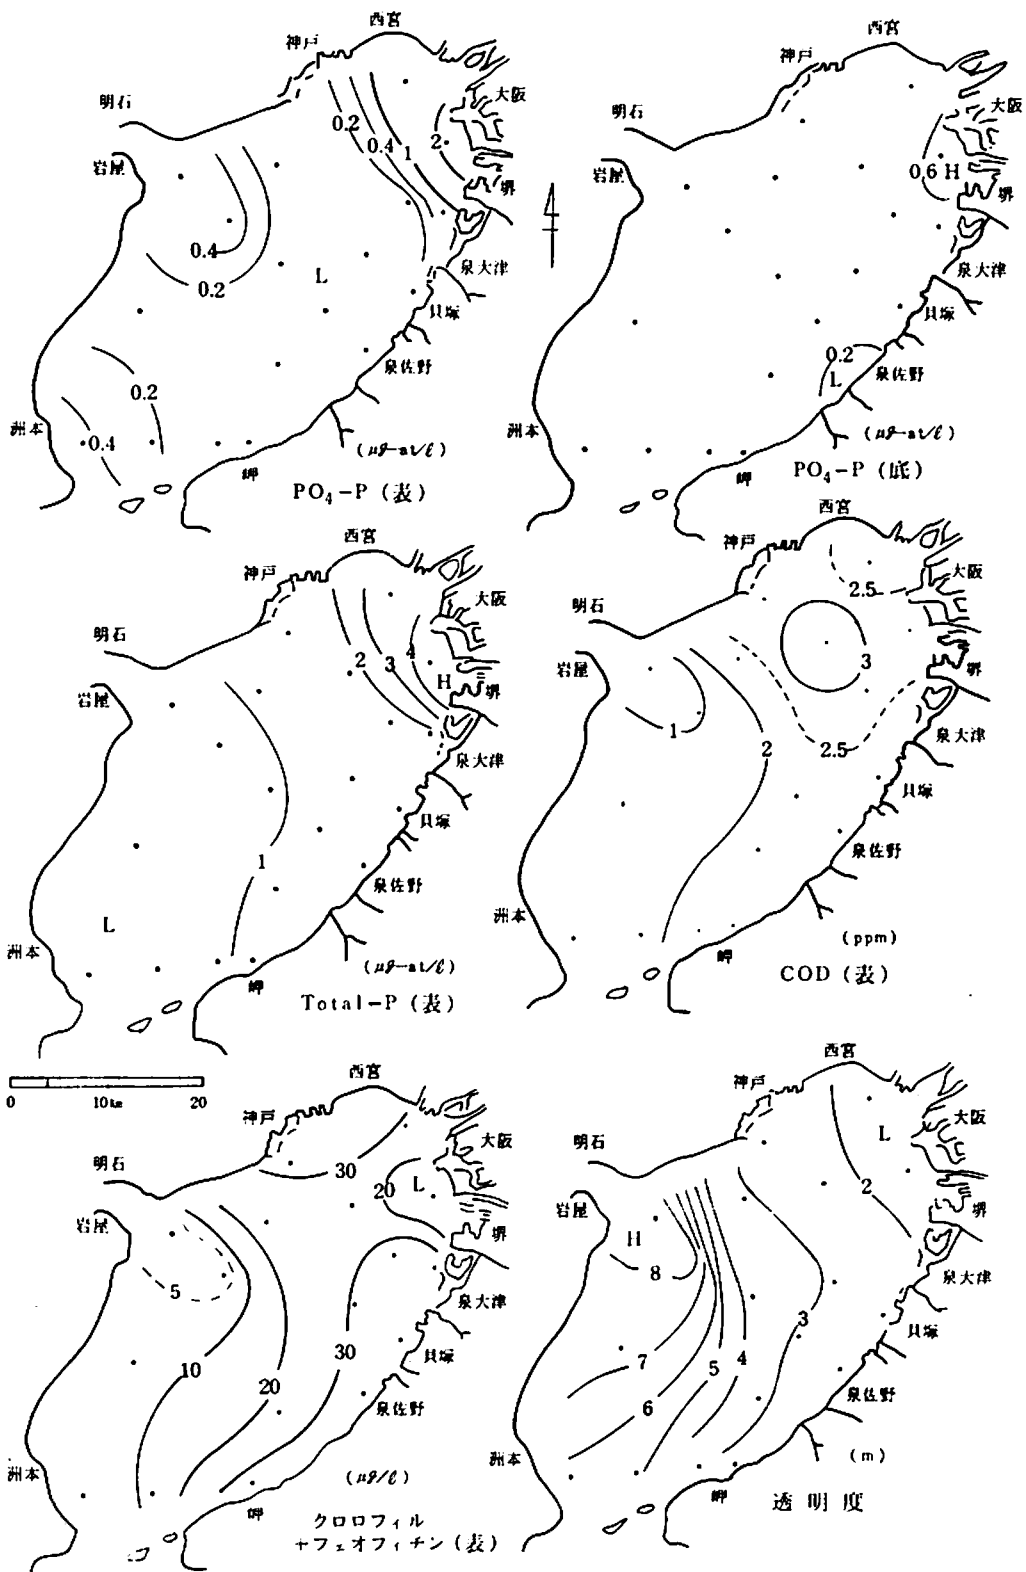 西宮
神戸
明石
大阪
0.2
0.4
1
2
岩屋
堺
0.4
0.2
L
泉大津
貝塚
泉佐野
0.2
0.4
洲本
岬
(μg-at/ℓ)
PO₄-P (表)
西宮
神戸
明石
大阪
0.6 H
岩屋
堺
泉大津
貝塚
0.2
L
泉佐野
洲本
岬
(μg-at/ℓ)
PO₄-P (底)
西宮
神戸
明石
大阪
2
3
4
H
岩屋
堺
泉大津
貝塚
1
泉佐野
L
洲本
岬
(μg-at/ℓ)
Total-P (表)
西宮
神戸
2.5
大阪
明石
3
岩屋
堺
1
2
2.5
泉大津
貝塚
泉佐野
洲本
岬
(ppm)
COD (表)
0
10km
20
西宮
神戸
明石
大阪
30
20
L
岩屋
堺
5
泉大津
貝塚
10
30
20
泉佐野
洲本
岬
(μg/ℓ)
クロロフィル
+フェオフィチン (表)
西宮
神戸
明石
L
大阪
2
岩屋
堺
H
8
泉大津
3
貝塚
7
5
4
6
泉佐野
洲本
岬
(m)
透明度